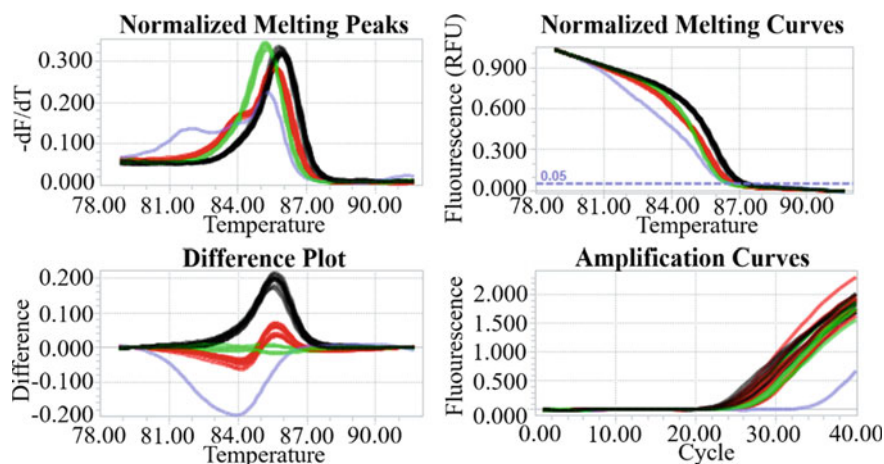 Normalized Melting Peaks
-dF/dT
0.300
0.200
0.100
0.000
78.00 81.00 84.00 87.00 90.00
Temperature
Normalized Melting Curves
Fluourescence (RFU)
0.900
0.600
0.300
0.05
0.000
78.00 81.00 84.00 87.00 90.00
Temperature
Difference Plot
Difference
0.200
0.100
0.000
-0.100
-0.200
78.00 81.00 84.00 87.00 90.00
Temperature
Amplification Curves
Fluourescence
2.000
1.500
1.000
0.500
0.000
0.00 10.00 20.00 30.00 40.00
Cycle